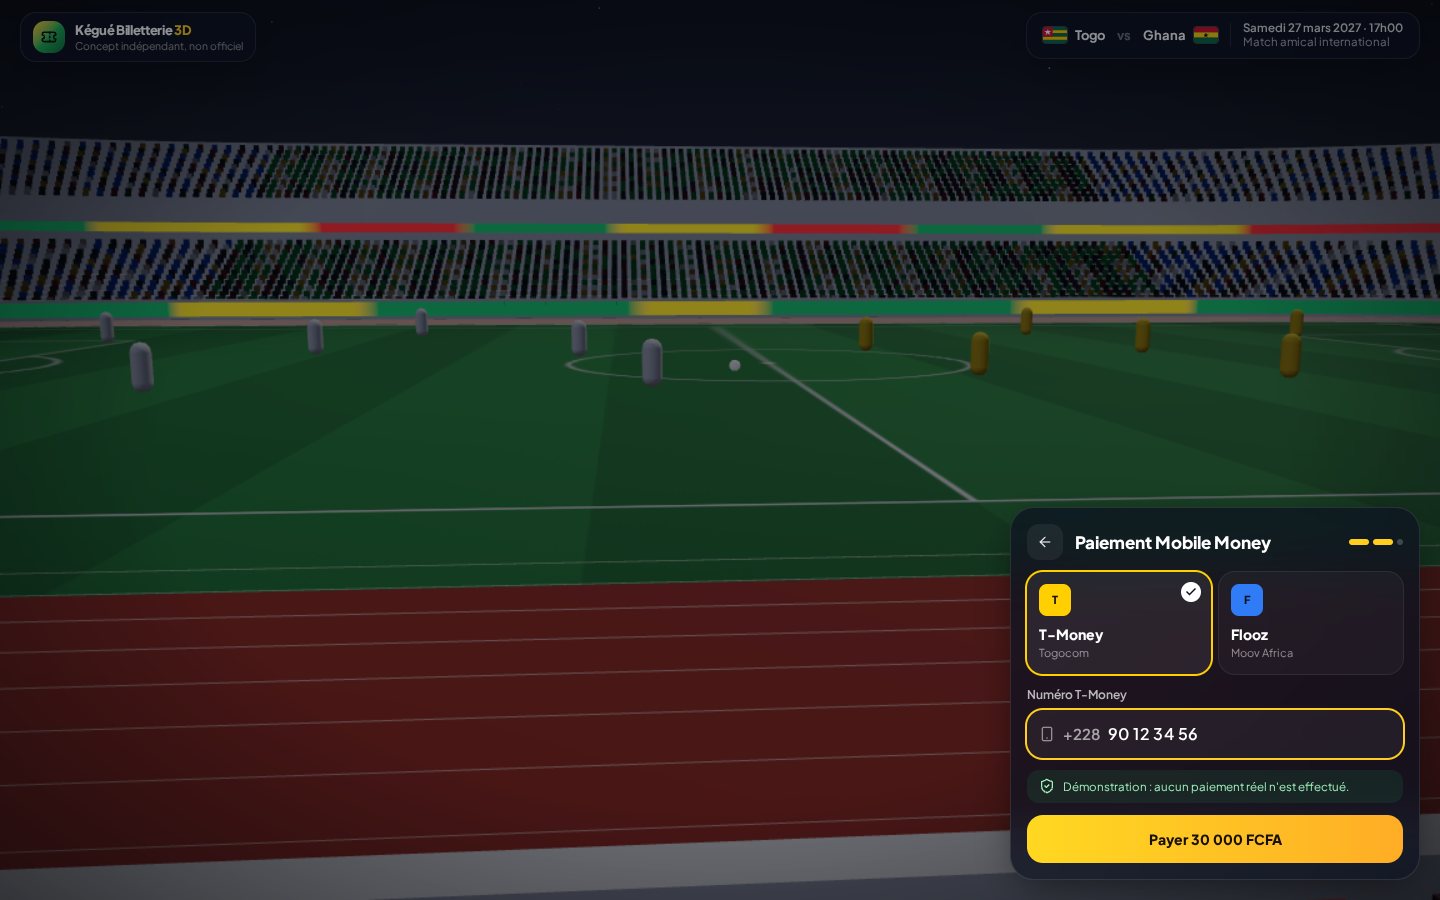 Kégué Billetterie 3D
Concept indépendant, non officiel
Togo vs Ghana
Samedi 27 mars 2027 · 17h00
Match amical international
Paiement Mobile Money
T
T-Money
Togocom
F
Flooz
Moov Africa
Numéro T-Money
+228 90 12 34 56
Démonstration : aucun paiement réel n'est effectué.
Payer 30 000 FCFA